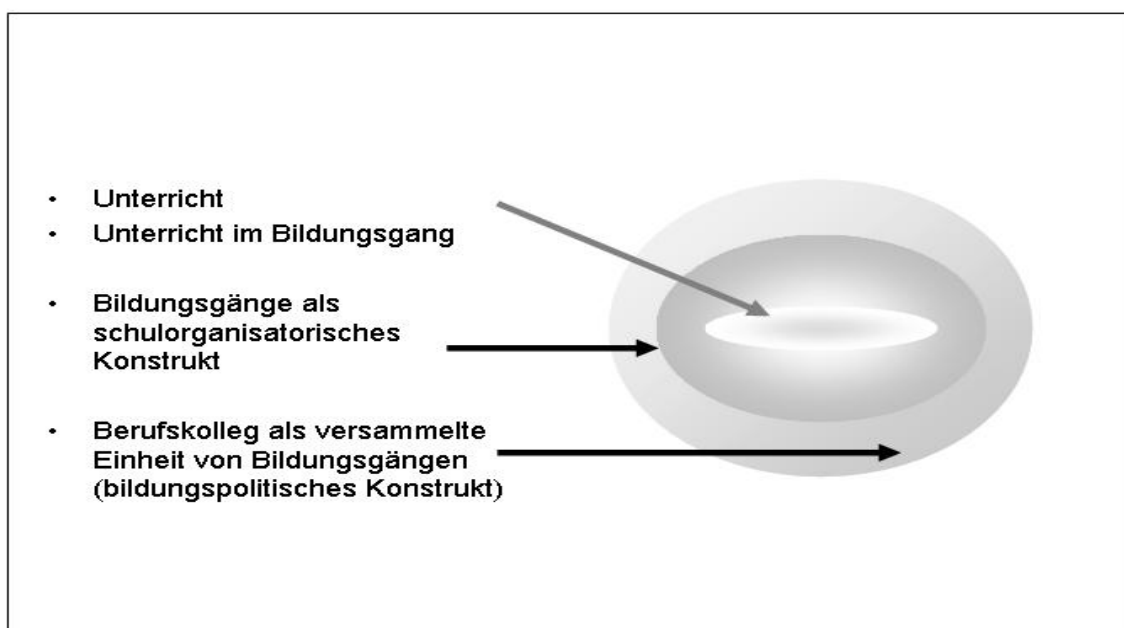 • Unterricht
• Unterricht im Bildungsgang
• Bildungsgänge als
schulorganisatorisches
Konstrukt
• Berufskolleg als versammelte
Einheit von Bildungsgängen
(bildungspolitisches Konstrukt)